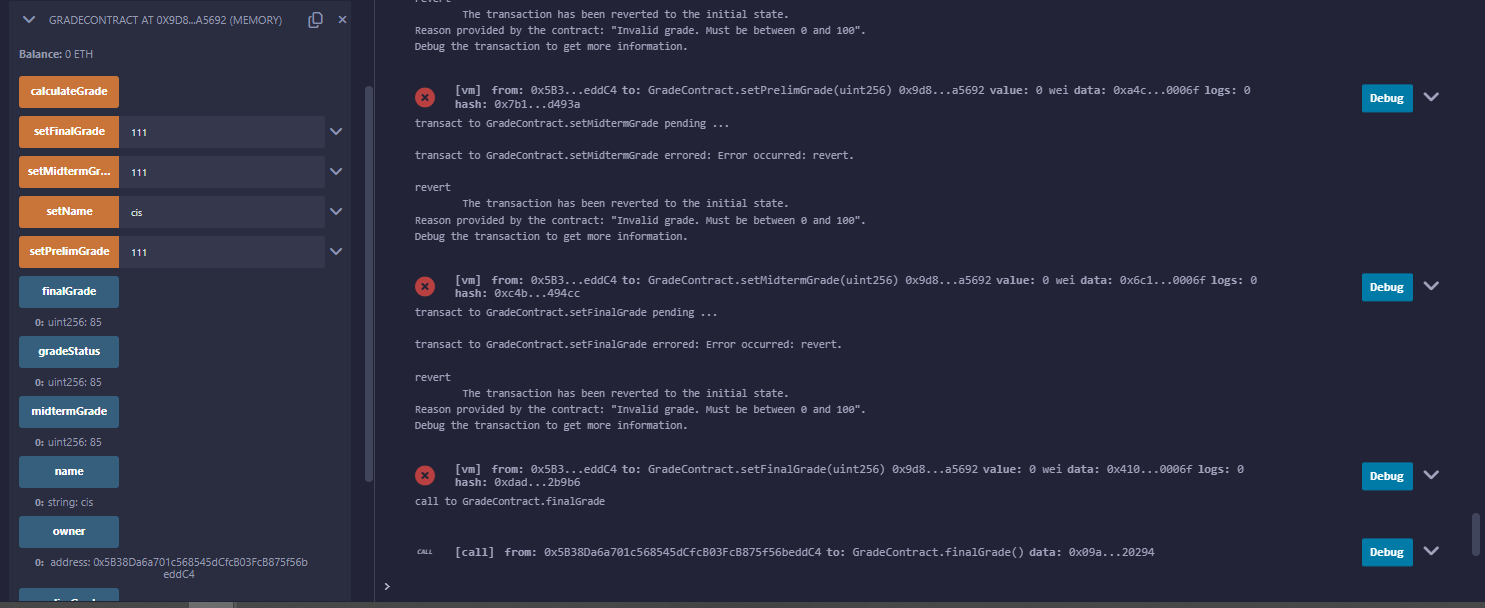 GRADECONTRACT AT 0X9D8...A5692 (MEMORY)
Balance: 0 ETH
calculateGrade
setFinalGrade 111
setMidtermGr... 111
setName cis
setPrelimGrade 111
finalGrade
0: uint256: 85
gradeStatus
0: uint256: 85
midtermGrade
0: uint256: 85
name
0: string: cis
owner
0: address: 0x5B38Da6a701c568545dCfcB03FcB875f56b
eddC4
revert
The transaction has been reverted to the initial state.
Reason provided by the contract: "Invalid grade. Must be between 0 and 100".
Debug the transaction to get more information.
[vm] from: 0x5B3...eddC4 to: GradeContract.setPrelimGrade(uint256) 0x9d8...a5692 value: 0 wei data: 0xa4c...0006f logs: 0
hash: 0x7b1...d493a
Debug
transact to GradeContract.setMidtermGrade pending ...
transact to GradeContract.setMidtermGrade errored: Error occurred: revert.
revert
The transaction has been reverted to the initial state.
Reason provided by the contract: "Invalid grade. Must be between 0 and 100".
Debug the transaction to get more information.
[vm] from: 0x5B3...eddC4 to: GradeContract.setMidtermGrade(uint256) 0x9d8...a5692 value: 0 wei data: 0x6c1...0006f logs: 0
hash: 0xc4b...494cc
Debug
transact to GradeContract.setFinalGrade pending ...
transact to GradeContract.setFinalGrade errored: Error occurred: revert.
revert
The transaction has been reverted to the initial state.
Reason provided by the contract: "Invalid grade. Must be between 0 and 100".
Debug the transaction to get more information.
[vm] from: 0x5B3...eddC4 to: GradeContract.setFinalGrade(uint256) 0x9d8...a5692 value: 0 wei data: 0x410...0006f logs: 0
hash: 0xdad...2b9b6
Debug
call to GradeContract.finalGrade
CALL [call] from: 0x5B38Da6a701c568545dCfcB03FcB875f56beddC4 to: GradeContract.finalGrade() data: 0x09a...20294
Debug
>